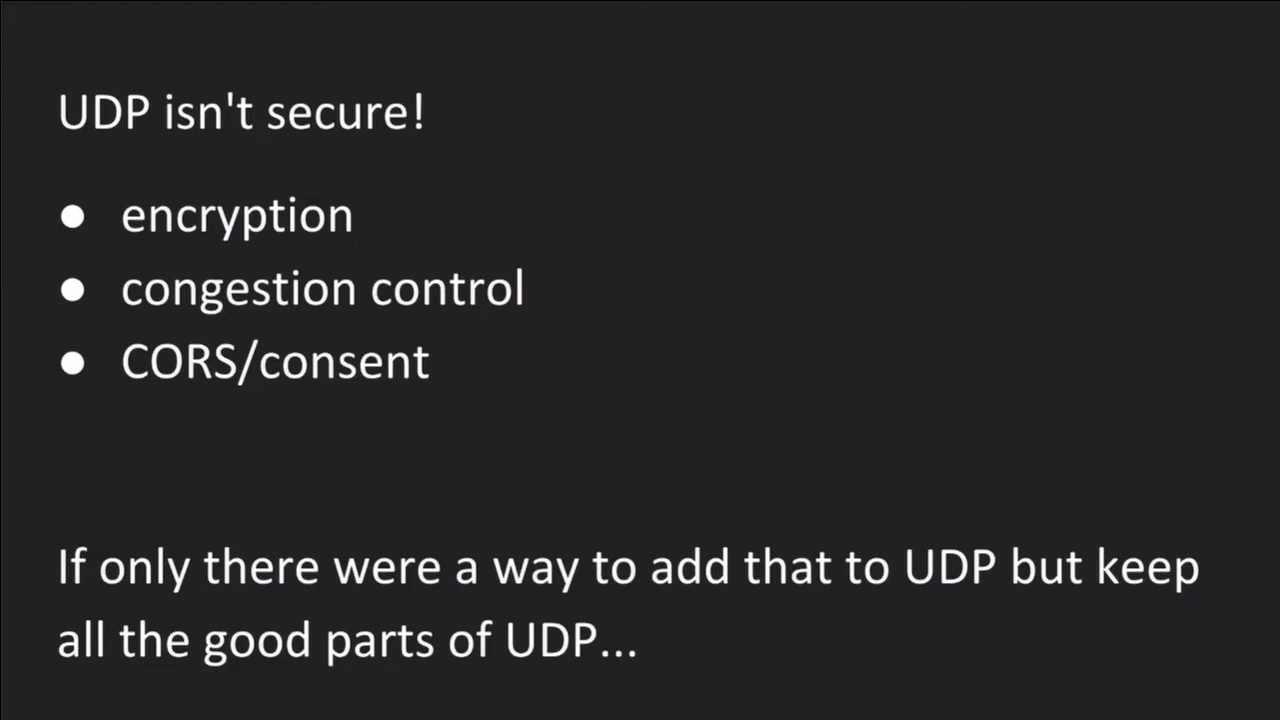 UDP isn't secure!
● encryption
● congestion control
● CORS/consent
If only there were a way to add that to UDP but keep
all the good parts of UDP...